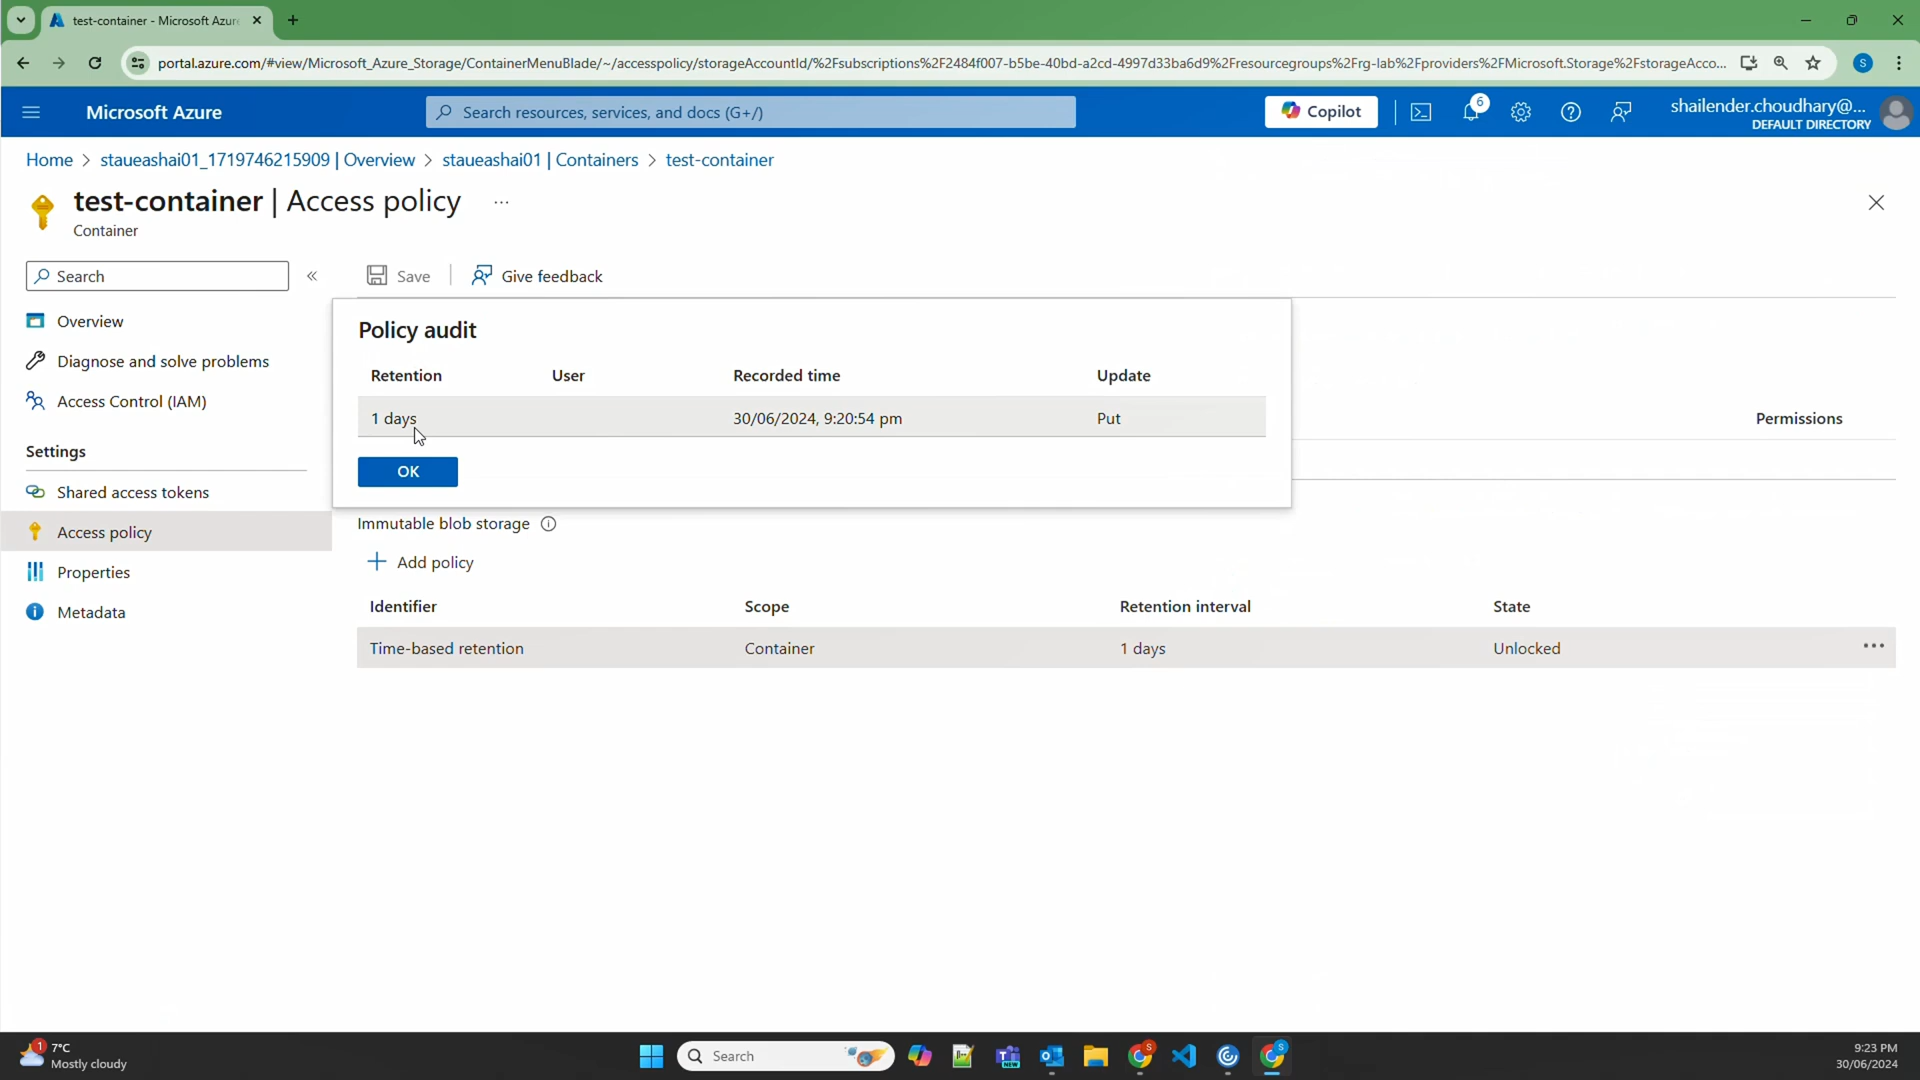 test-container - Microsoft Azur
portal.azure.com/#view/Microsoft_Azure_Storage/ContainerMenuBlade/~/accesspolicy/storageAccountId/%2Fsubscriptions%2F2484f007-b5be-40bd-a2cd-4997d33ba6d9%2Fresourcegroups%2Frg-lab%2Fproviders%2FMicrosoft.Storage%2FstorageAcco...
S
Microsoft Azure
Search resources, services, and docs (G+/)
Copilot
6
shailender.choudhary@...
DEFAULT DIRECTORY
Home > staueashai01_1719746215909 | Overview > staueashai01 | Containers > test-container
test-container | Access policy ...
Container
Search
Save
Give feedback
Overview
Diagnose and solve problems
Access Control (IAM)
Settings
Shared access tokens
Access policy
Properties
Metadata
Policy audit
Retention User Recorded time Update
1 days 30/06/2024, 9:20:54 pm Put
OK
Permissions
Immutable blob storage
Add policy
Identifier Scope Retention interval State
Time-based retention Container 1 days Unlocked ...
1
7°C
Mostly cloudy
Search
NEW
S
S
9:23 PM
30/06/2024